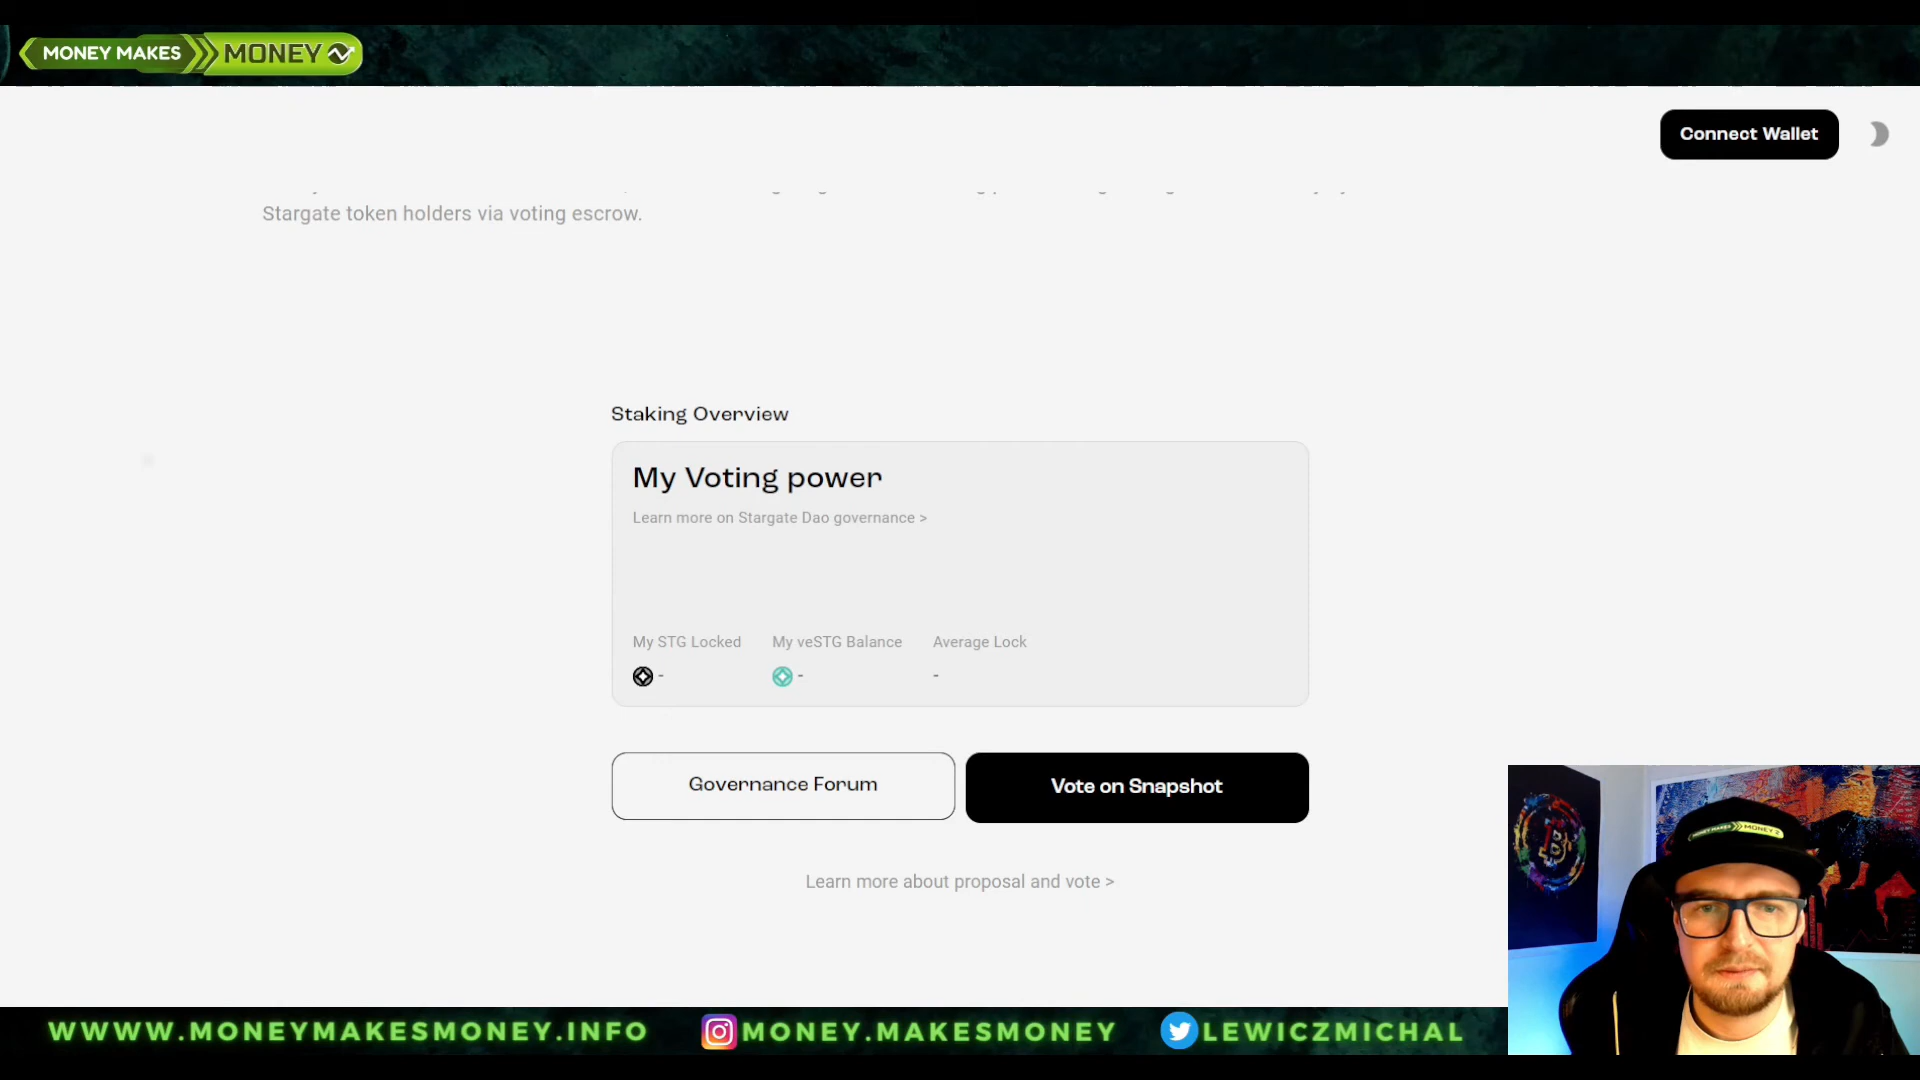 MONEY MAKES MONEY
Connect Wallet
Stargate token holders via voting escrow.
Staking Overview
My Voting power
Learn more on Stargate Dao governance >
My STG Locked My veSTG Balance Average Lock
- - -
Governance Forum Vote on Snapshot
Learn more about proposal and vote >
WWWW.MONEYMAKESMONEY.INFO MONEY.MAKESMONEY LEWICZMICHAL